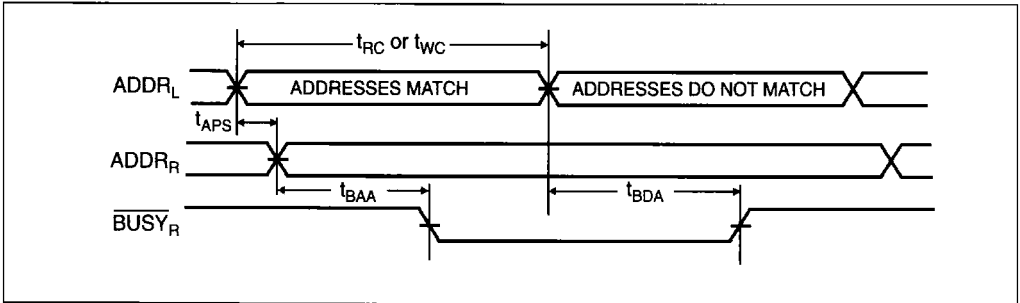 tRC or tWC
ADDRL
ADDRESSES MATCH
ADDRESSES DO NOT MATCH
tAPS
ADDRR
tBAA
tBDA
BUSYR